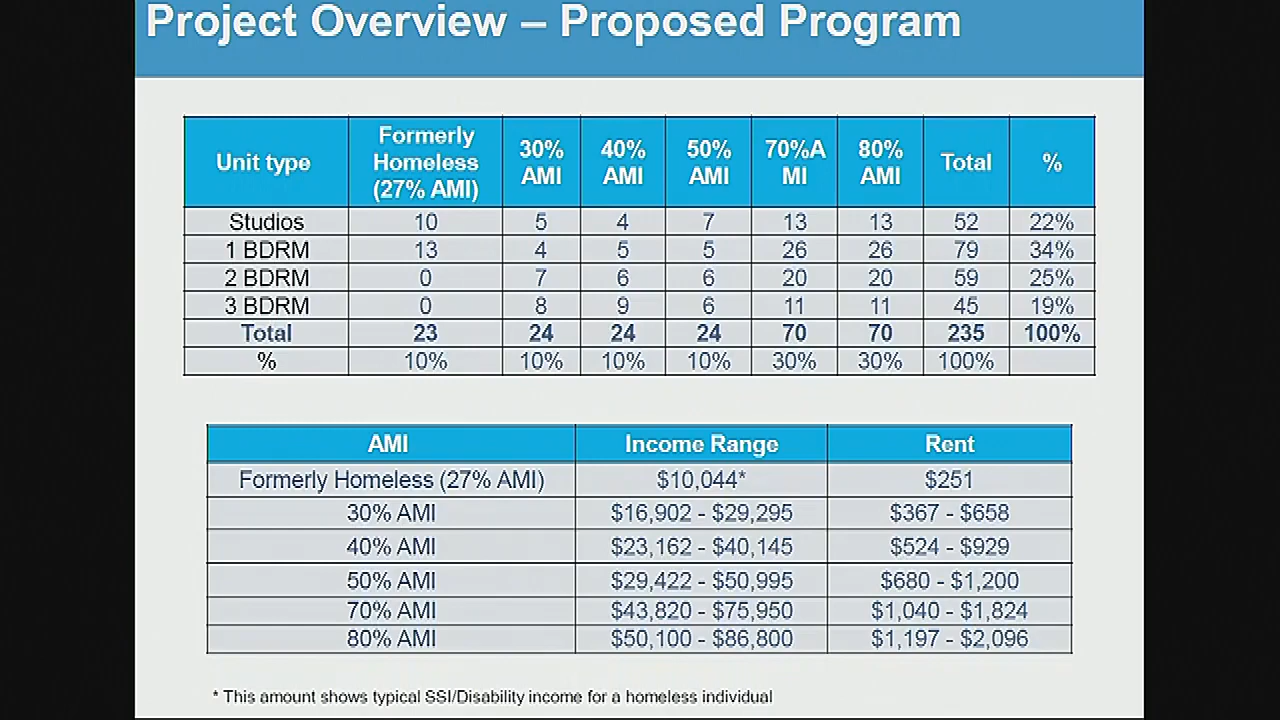 Project Overview – Proposed Program
Unit type Formerly Homeless (27% AMI) 30% AMI 40% AMI 50% AMI 70%A MI 80% AMI Total %
Studios 10 5 4 7 13 13 52 22%
1 BDRM 13 4 5 5 26 26 79 34%
2 BDRM 0 7 6 6 20 20 59 25%
3 BDRM 0 8 9 6 11 11 45 19%
Total 23 24 24 24 70 70 235 100%
% 10% 10% 10% 10% 30% 30% 100%
AMI Income Range Rent
Formerly Homeless (27% AMI) $10,044* $251
30% AMI $16,902 - $29,295 $367 - $658
40% AMI $23,162 - $40,145 $524 - $929
50% AMI $29,422 - $50,995 $680 - $1,200
70% AMI $43,820 - $75,950 $1,040 - $1,824
80% AMI $50,100 - $86,800 $1,197 - $2,096
* This amount shows typical SSI/Disability income for a homeless individual